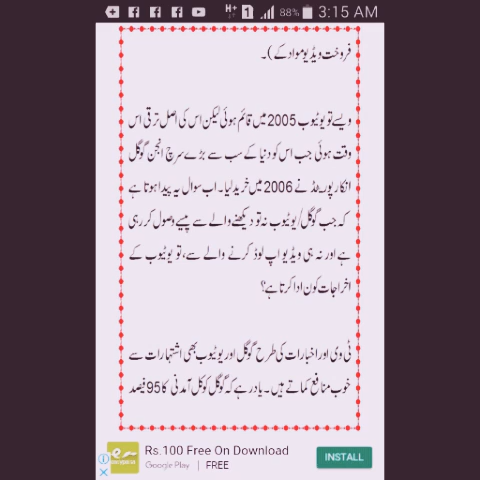 H+ 1 88% 3:15 AM
فروخت ویڈیو مواد کے)۔
ویسے تو یوٹیوب 2005 میں قائم ہوئی لیکن اس کی اصل ترقی اس
وقت ہوئی جب اس کو دنیا کے سب سے بڑے سرچ انجن گوگل
انکارپوریٹڈ نے 2006 میں خرید لیا۔ اب سوال یہ پیدا ہوتا ہے
کہ جب گوگل/یوٹیوب نہ تو دیکھنے والے سے پیسے وصول کر رہی
ہے اور نہ ہی ویڈیو اپ لوڈ کرنے والے سے، تو یوٹیوب کے
اخراجات کون ادا کرتا ہے؟
ٹی وی اور اخبارات کی طرح گوگل اور یوٹیوب بھی اشتہارات سے
خوب منافع کماتے ہیں۔ یاد رہے کہ گوگل کو کل آمدنی کا 95 فیصد
Rs.100 Free On Download
Google Play | FREE
INSTALL